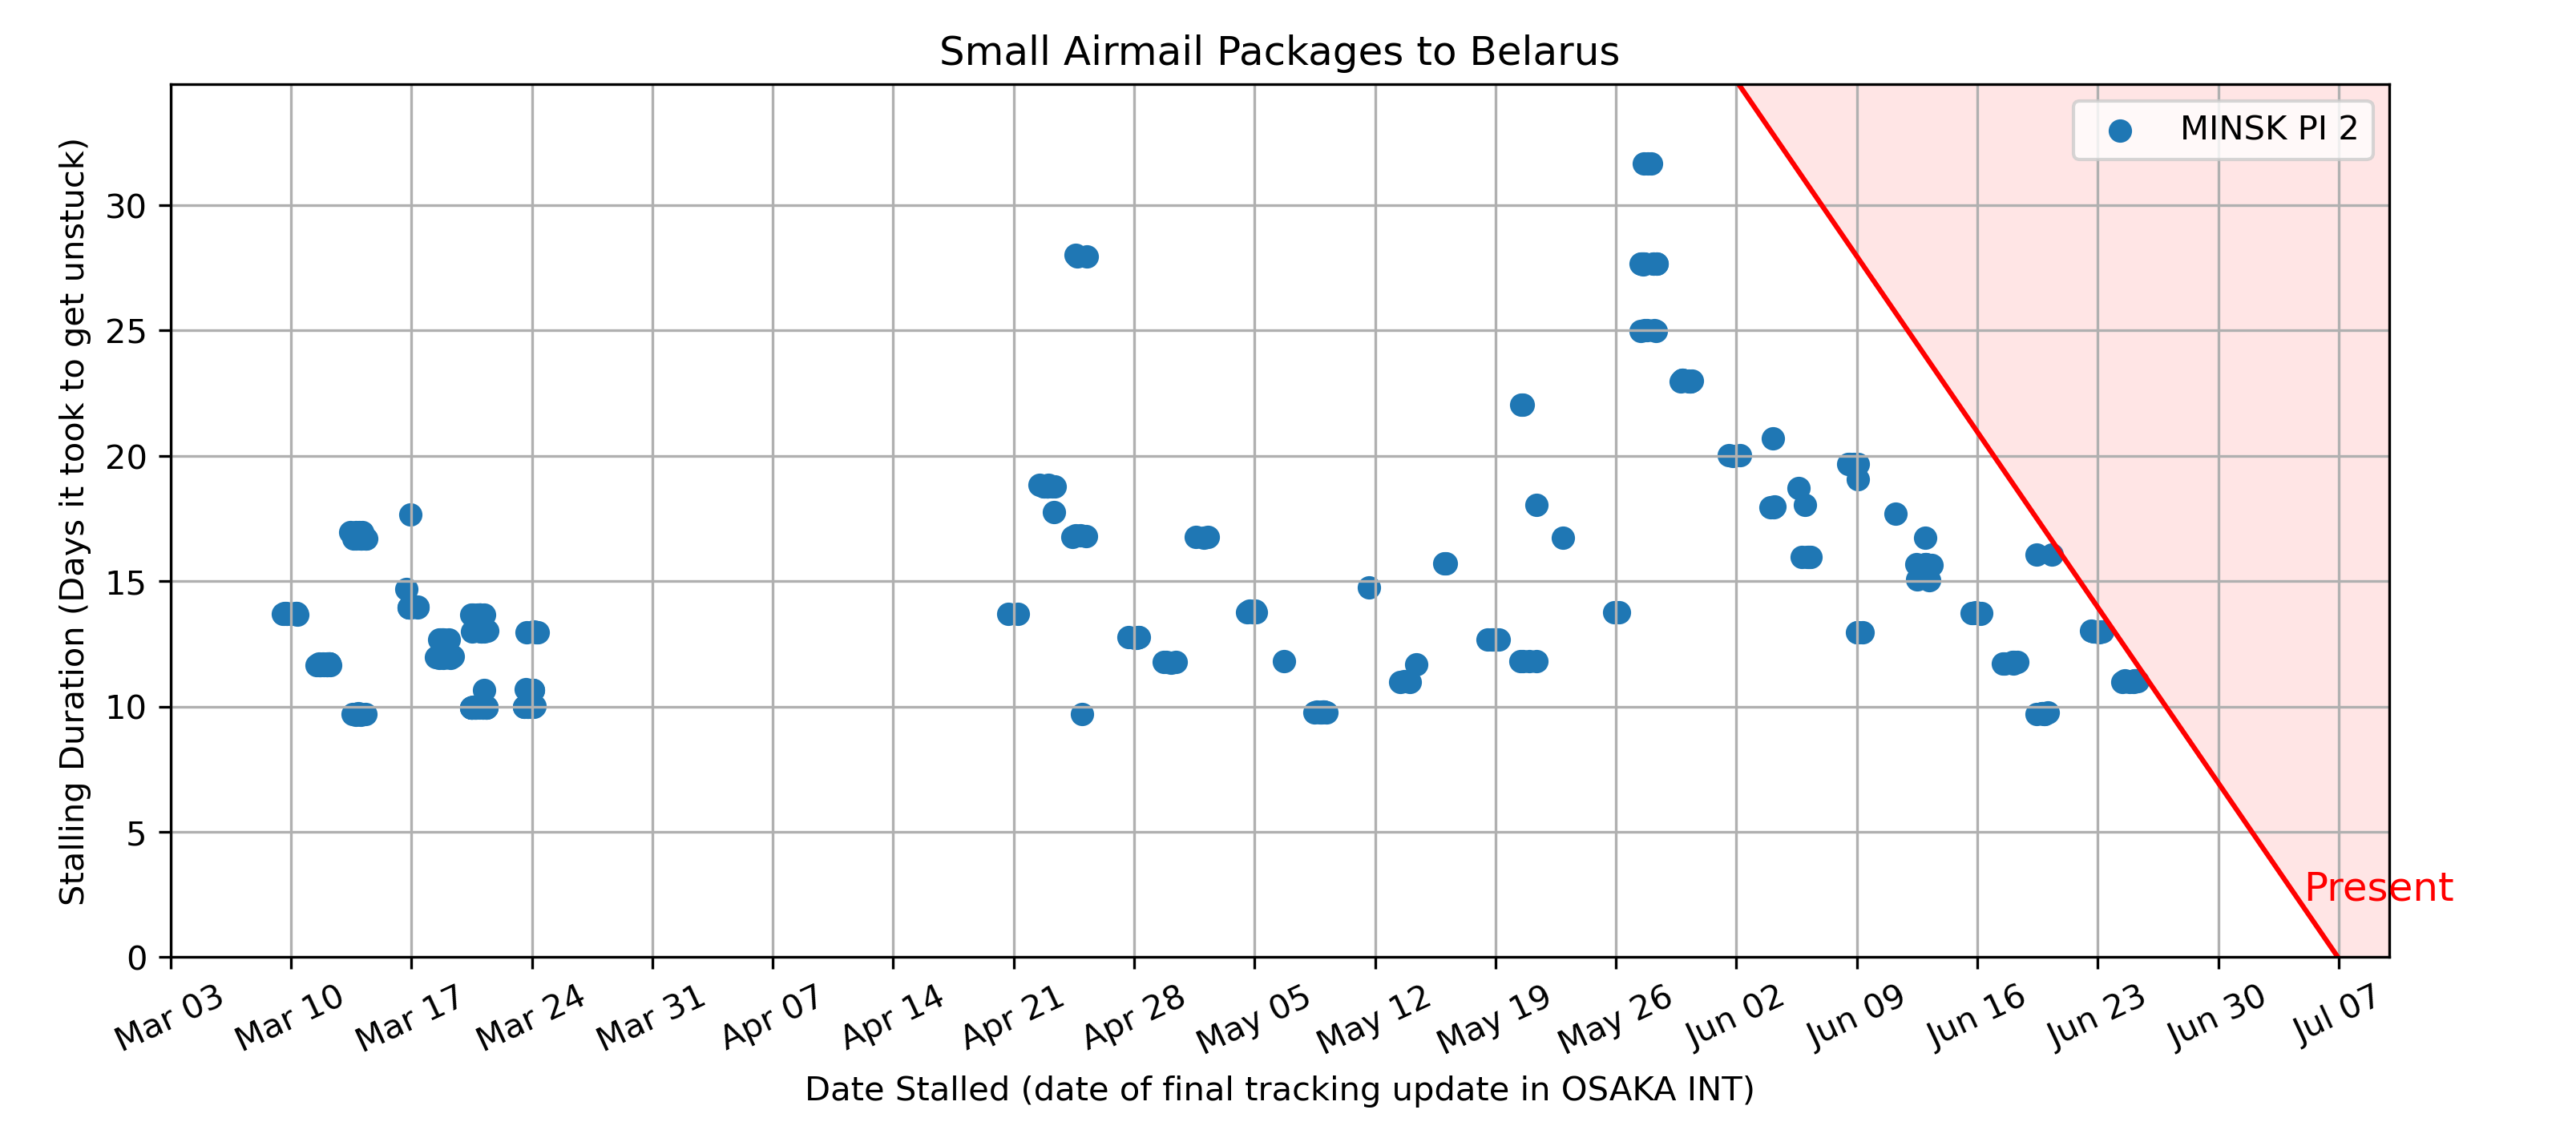 Small Airmail Packages to Belarus
MINSK PI 2
Stalling Duration (Days it took to get unstuck)
30
25
20
15
10
5
0
Present
Mar 03
Mar 10
Mar 17
Mar 24
Mar 31
Apr 07
Apr 14
Apr 21
Apr 28
May 05
May 12
May 19
May 26
Jun 02
Jun 09
Jun 16
Jun 23
Jun 30
Jul 07
Date Stalled (date of final tracking update in OSAKA INT)